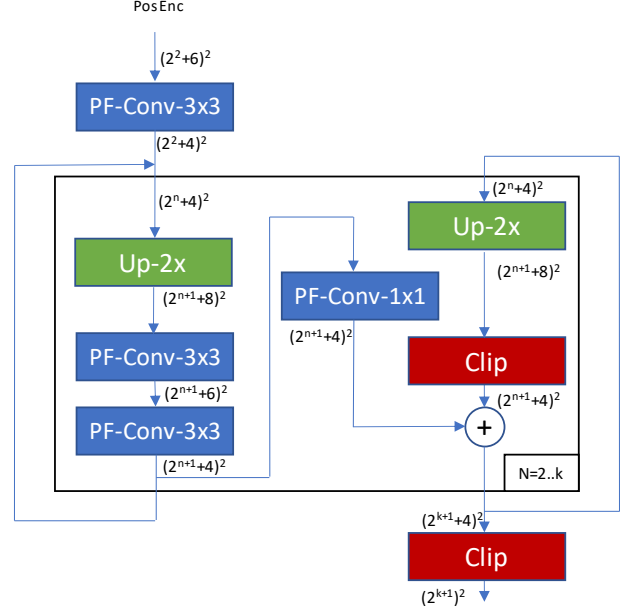 PosEnc
(2²+6)²
PF-Conv-3x3
(2²+4)²
(2ⁿ+4)²
Up-2x
(2ⁿ⁺¹+8)²
PF-Conv-3x3
(2ⁿ⁺¹+6)²
PF-Conv-3x3
(2ⁿ⁺¹+4)²
PF-Conv-1x1
(2ⁿ⁺¹+4)²
(2ⁿ+4)²
Up-2x
(2ⁿ⁺¹+8)²
Clip
(2ⁿ⁺¹+4)²
+
N=2..k
(2ᵏ⁺¹+4)²
Clip
(2ᵏ⁺¹)²